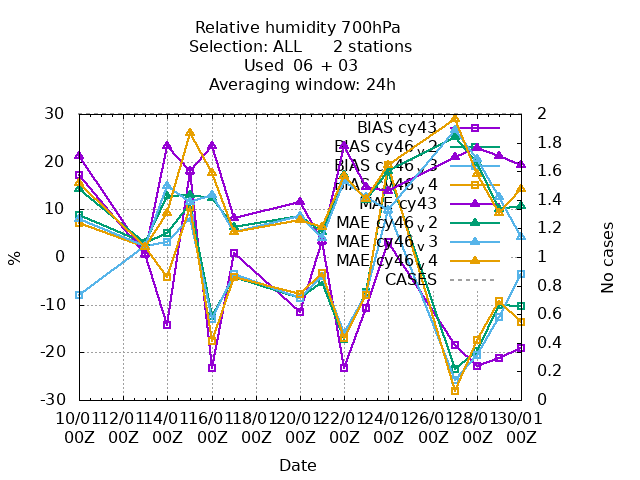 Relative humidity 700hPa
Selection: ALL 2 stations
Used 06 + 03
Averaging window: 24h
30
20
10
0
-10
-20
-30
%
2
1.8
1.6
1.4
1.2
1
0.8
0.6
0.4
0.2
0
No cases
BIAS cy43
BIAS cy46_v2
BIAS cy46_v3
BIAS cy46_v4
MAE cy43
MAE cy46_v2
MAE cy46_v3
MAE cy46_v4
CASES
10/01 12/01 14/01 16/01 18/01 20/01 22/01 24/01 26/01 28/01 30/01
00Z 00Z 00Z 00Z 00Z 00Z 00Z 00Z 00Z 00Z 00Z
Date